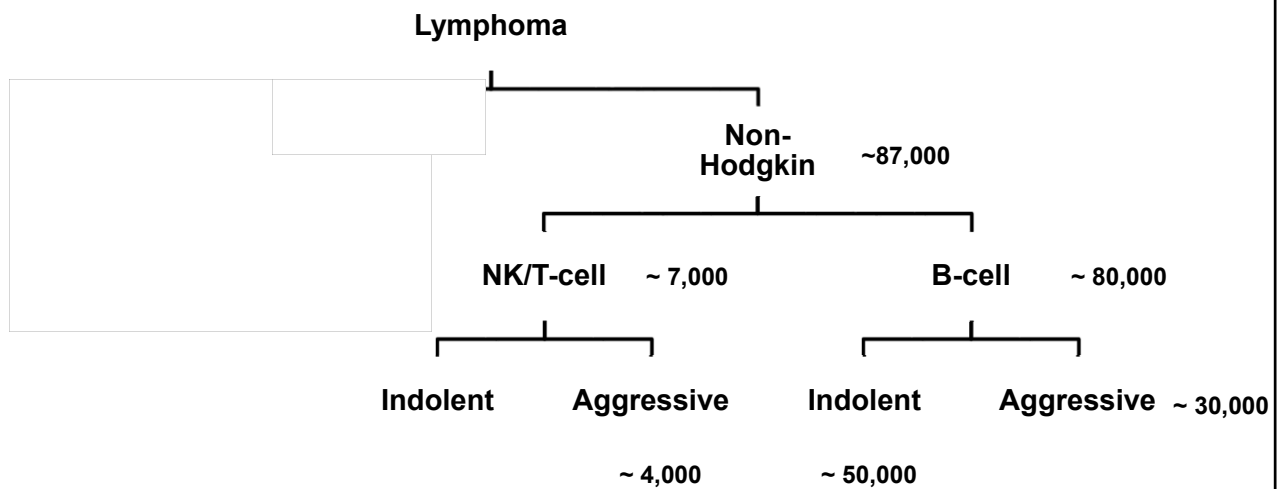 Lymphoma
Non-
Hodgkin
~87,000
NK/T-cell
~ 7,000
B-cell
~ 80,000
Indolent
Aggressive
Indolent
Aggressive
~ 30,000
~ 4,000
~ 50,000